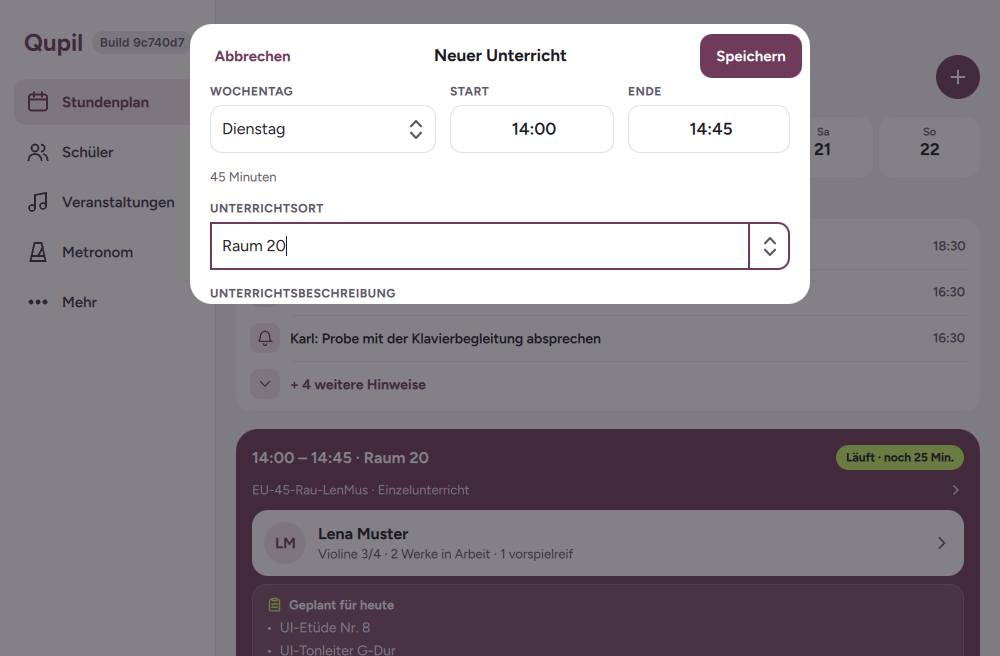 Qupil Build 9c740d7
Stundenplan
Schüler
Veranstaltungen
Metronom
Mehr
Abbrechen Neuer Unterricht Speichern
WOCHENTAG START ENDE
Dienstag 14:00 14:45
45 Minuten
UNTERRICHTSORT
Raum 20
UNTERRICHTSBESCHREIBUNG
Sa So
21 22
18:30
16:30
Karl: Probe mit der Klavierbegleitung absprechen 16:30
+ 4 weitere Hinweise
14:00 – 14:45 · Raum 20 Läuft · noch 25 Min.
EU-45-Rau-LenMus · Einzelunterricht
LM Lena Muster
Violine 3/4 · 2 Werke in Arbeit · 1 vorspielreif
Geplant für heute
• UI-Etüde Nr. 8
• UI-Tonleiter G-Dur